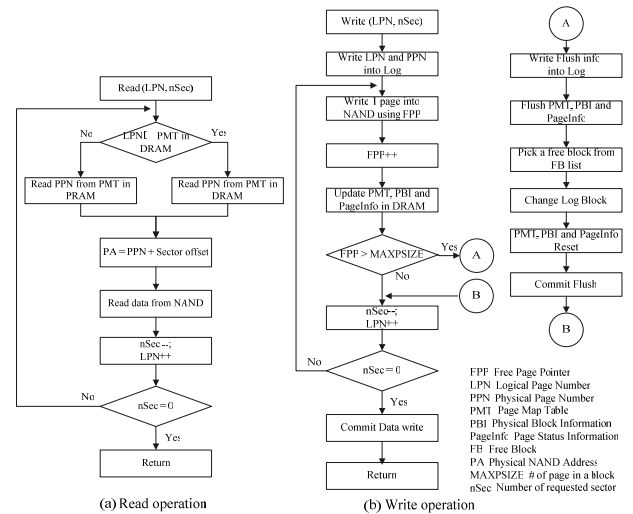 Read (LPN, nSec)
No
LPN∈ PMT in
DRAM
Yes
Read PPN from PMT in
PRAM
Read PPN from PMT in
DRAM
PA = PPN + Sector offset
Read data from NAND
nSec--;
LPN++
No
nSec = 0
Yes
Return
(a) Read operation
Write (LPN, nSec)
Write LPN and PPN
into Log
Write 1 page into
NAND using FPP
FPP++
Update PMT, PBI and
PageInfo in DRAM
FPP > MAXPSIZE
Yes
A
No
B
nSec--;
LPN++
No
nSec = 0
Yes
Commit Data write
Return
(b) Write operation
A
Write Flush info
into Log
Flush PMT, PBI and
PageInfo
Pick a free block from
FB list
Change Log Block
PMT, PBI and PageInfo
Reset
Commit Flush
B
FPP Free Page Pointer
LPN Logical Page Number
PPN Physical Page Number
PMT Page Map Table
PBI Physical Block Information
PageInfo Page Status Information
FB Free Block
PA Physical NAND Address
MAXPSIZE # of page in a block
nSec Number of requested sector